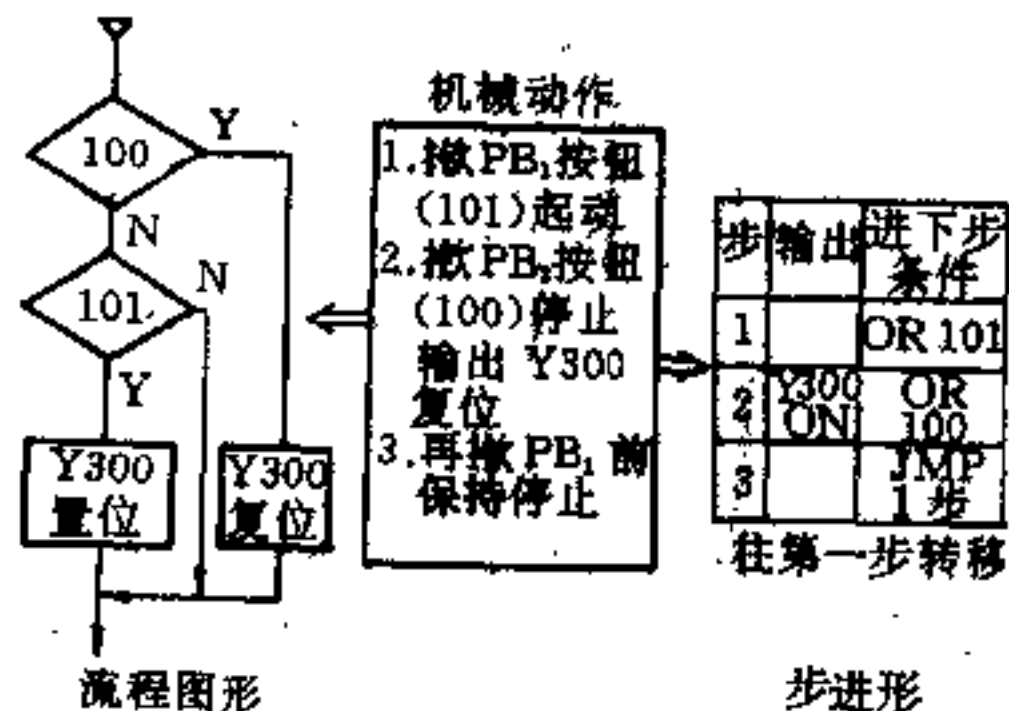 100
Y
N
101
N
Y
Y300
置位
Y300
复位
流程图形
机械动作
1.揿PB₁按钮
(101)起动
2.揿PB₂按钮
(100)停止
输出 Y300
复位
3.再揿PB₁前
保持停止
步 输出 进下步
条件
1 OR 101
2 Y300 ON OR 100
3 JMP 1步
往第一步转移
步进形